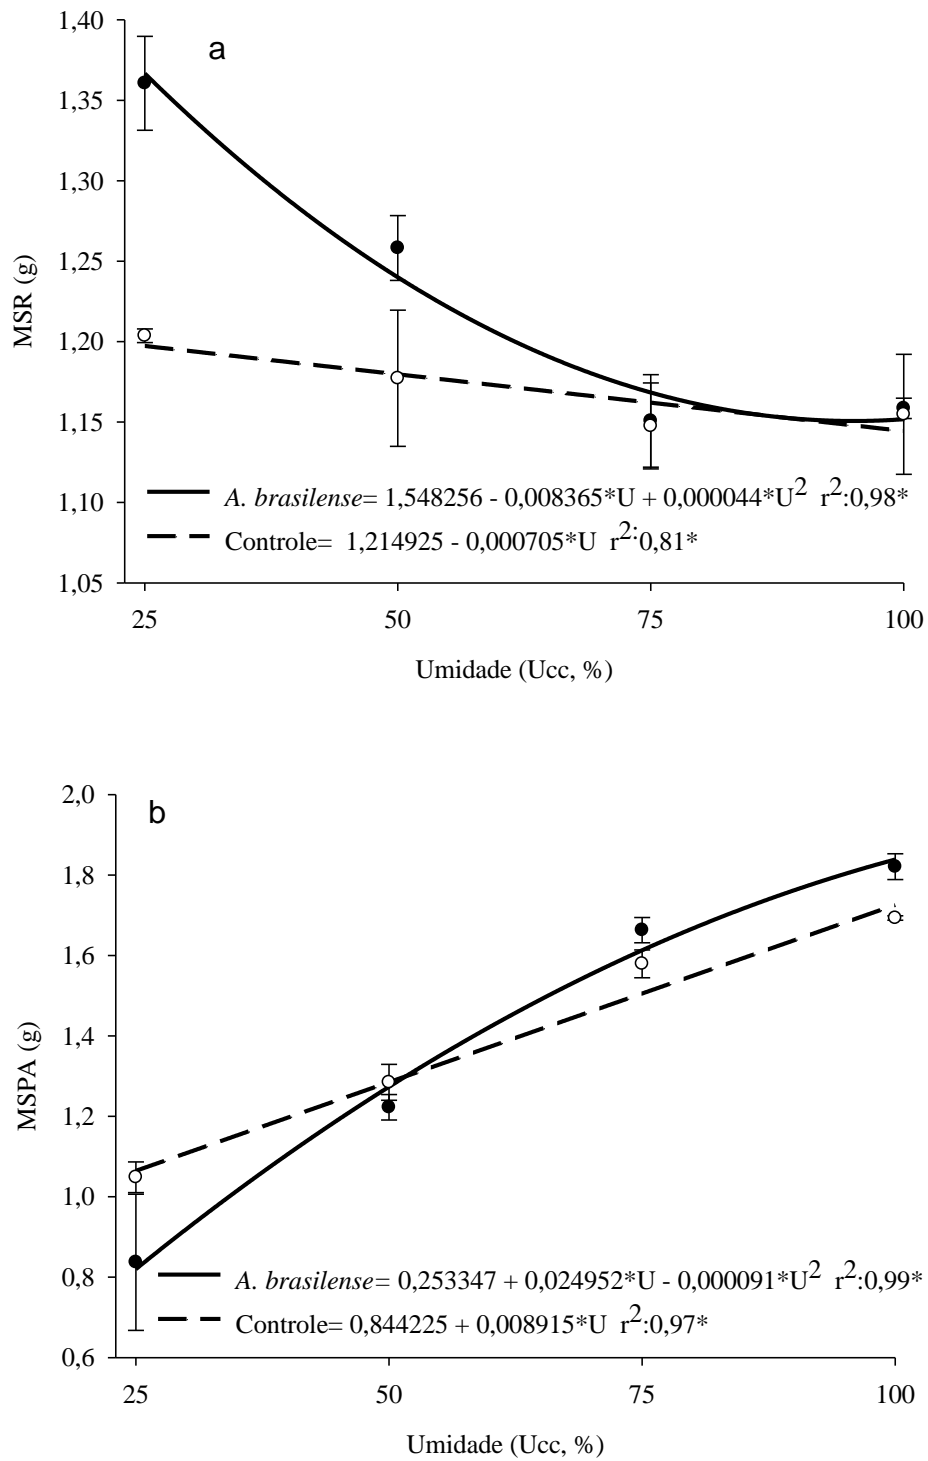 a
1,40
1,35
1,30
1,25
1,20
1,15
1,10
1,05
MSR (g)
A. brasilense= 1,548256 - 0,008365*U + 0,000044*U² r²:0,98*
Controle= 1,214925 - 0,000705*U r²:0,81*
25 50 75 100
Umidade (Ucc, %)
b
2,0
1,8
1,6
1,4
1,2
1,0
0,8
0,6
MSPA (g)
A. brasilense= 0,253347 + 0,024952*U - 0,000091*U² r²:0,99*
Controle= 0,844225 + 0,008915*U r²:0,97*
25 50 75 100
Umidade (Ucc, %)